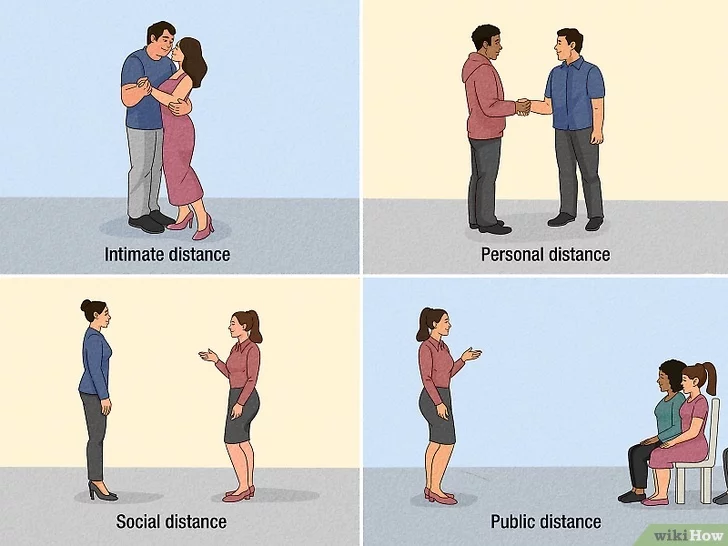 Intimate distance
Personal distance
Social distance
Public distance
wikiHow